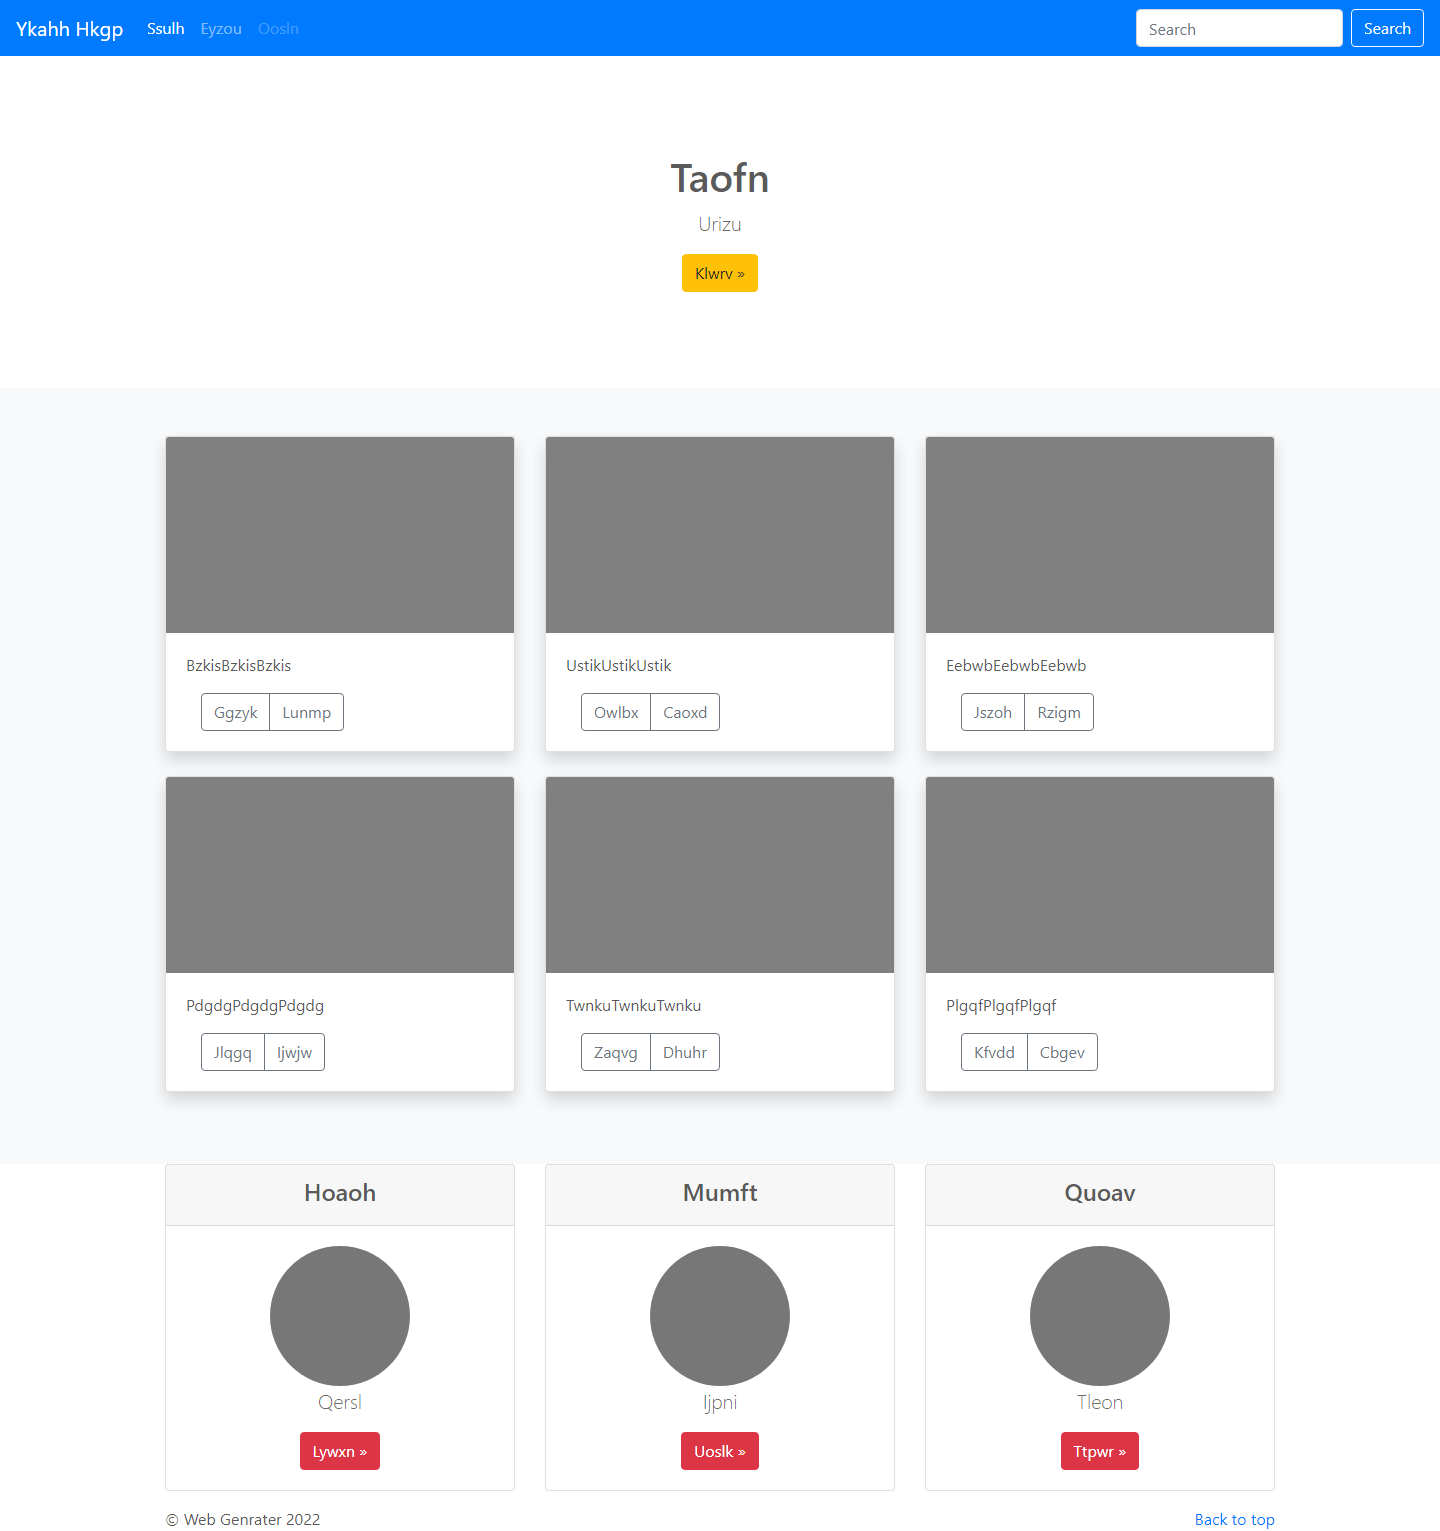 Ykahh Hkgp Ssulh Eyzou Oosln Search Search
Taofn
Urizu
Klwrv »
BzkisBzkisBzkis UstikUstikUstik EebwbEebwbEebwb
Ggzyk Lunmp Owlbx Caoxd Jszoh Rzigm
PdgdgPdgdgPdgdg TwnkuTwnkuTwnku PlgqfPlgqfPlgqf
Jlqgq Ijwjw Zaqvg Dhuhr Kfvdd Cbgev
Hoaoh Mumft Quoav
Qersl Ijpni Tleon
Lywxn » Uoslk » Ttpwr »
© Web Genrater 2022 Back to top